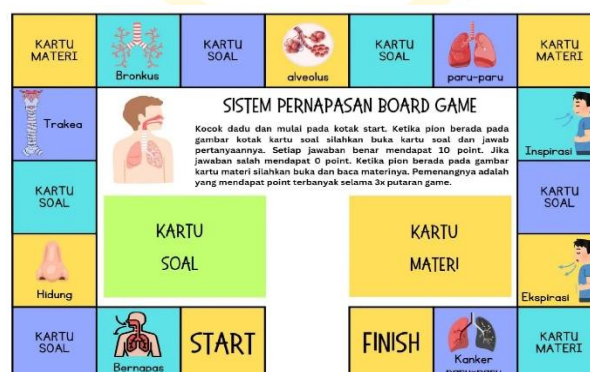 KARTU
MATERI
Bronkus
KARTU
SOAL
alveolus
KARTU
SOAL
paru-paru
KARTU
MATERI
Trakea
SISTEM PERNAPASAN BOARD GAME
Kocok dadu dan mulai pada kotak start. Ketika pion berada pada
gambar kotak kartu soal silahkan buka kartu soal dan jawab
pertanyaannya. Setiap jawaban benar mendapat 10 point. Jika
jawaban salah mendapat 0 point. Ketika pion berada pada gambar
kartu materi silahkan buka dan baca materinya. Pemenangnya adalah
yang mendapat point terbanyak selama 3x putaran game.
Inspirasi
KARTU
SOAL
KARTU
SOAL
KARTU
MATERI
KARTU
SOAL
Hidung
Ekspirasi
KARTU
SOAL
Bernapas
START
FINISH
Kanker
paru-paru
KARTU
MATERI